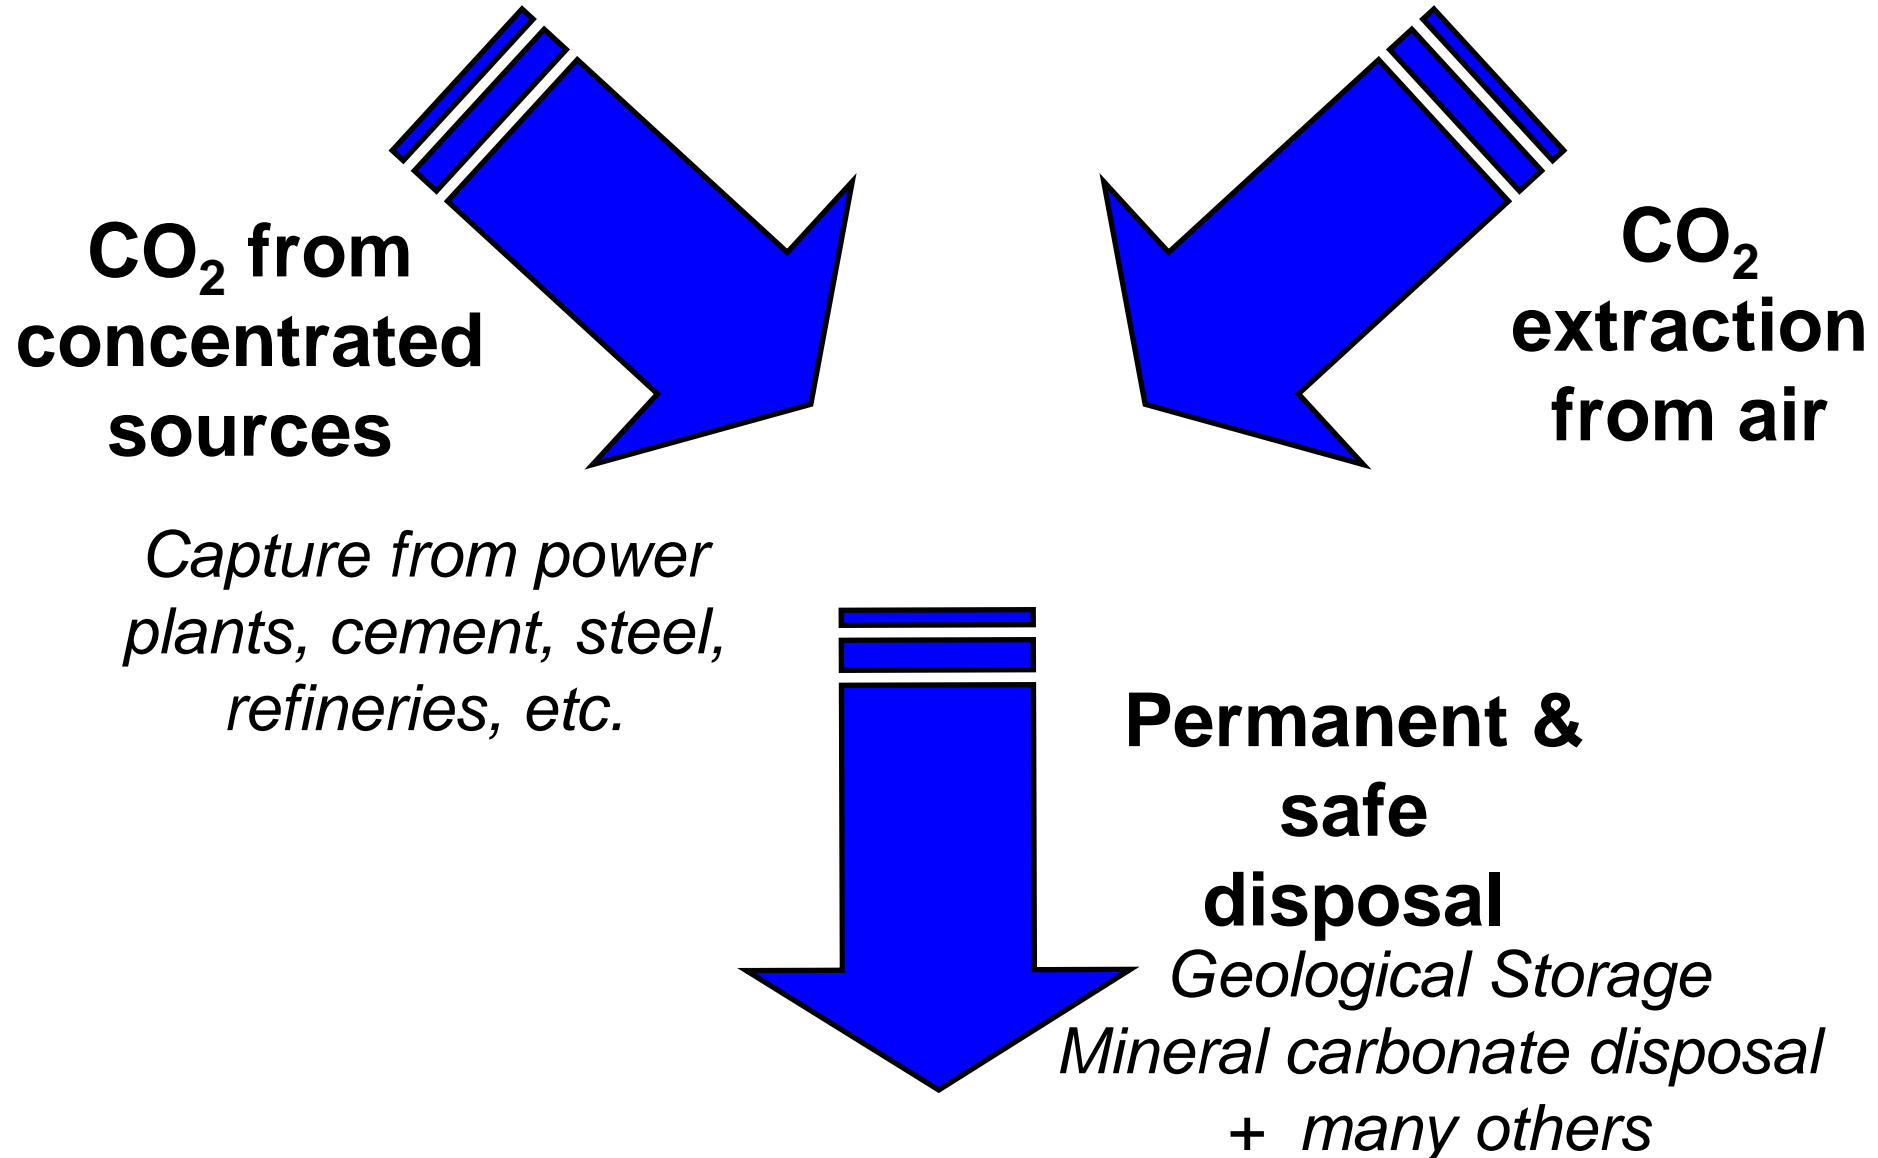 CO₂ from
concentrated
sources
CO₂
extraction
from air
Capture from power
plants, cement, steel,
refineries, etc.
Permanent &
safe
disposal
Geological Storage
Mineral carbonate disposal
+ many others